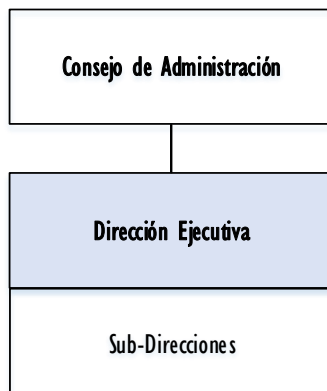 Consejo de Administración
Dirección Ejecutiva
Sub-Direcciones